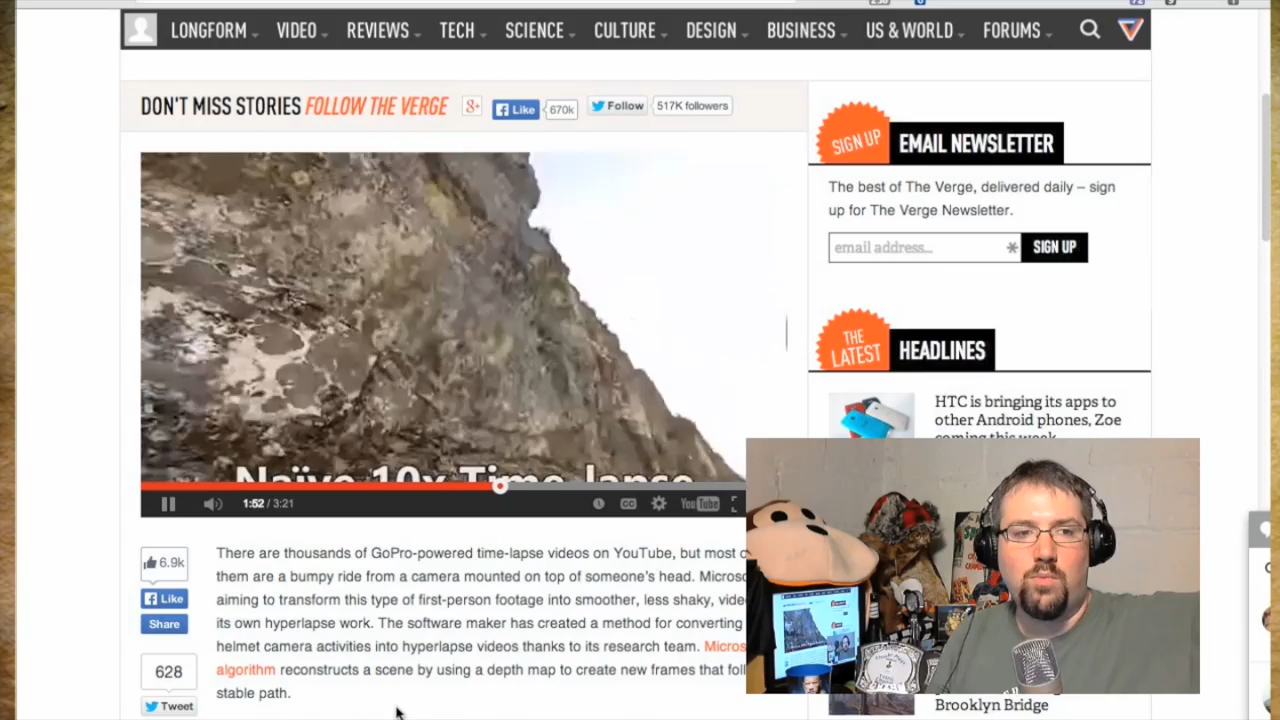 LONGFORM VIDEO REVIEWS TECH SCIENCE CULTURE DESIGN BUSINESS US & WORLD FORUMS
DON'T MISS STORIES FOLLOW THE VERGE
8+
Like 670k
Follow 517K followers
SIGN UP EMAIL NEWSLETTER
The best of The Verge, delivered daily – sign
up for The Verge Newsletter.
email address...
SIGN UP
THE
LATEST
HEADLINES
HTC is bringing its apps to
other Android phones, Zoe
coming this week
Naïve 10x Time-lapse
1:52 / 3:21
CC
YouTube
6.9k
Like
Share
628
Tweet
There are thousands of GoPro-powered time-lapse videos on YouTube, but most
them are a bumpy ride from a camera mounted on top of someone's head. Micros
aiming to transform this type of first-person footage into smoother, less shaky, vide
its own hyperlapse work. The software maker has created a method for converting
helmet camera activities into hyperlapse videos thanks to its research team. Micros
algorithm reconstructs a scene by using a depth map to create new frames that fol
stable path.
Brooklyn Bridge